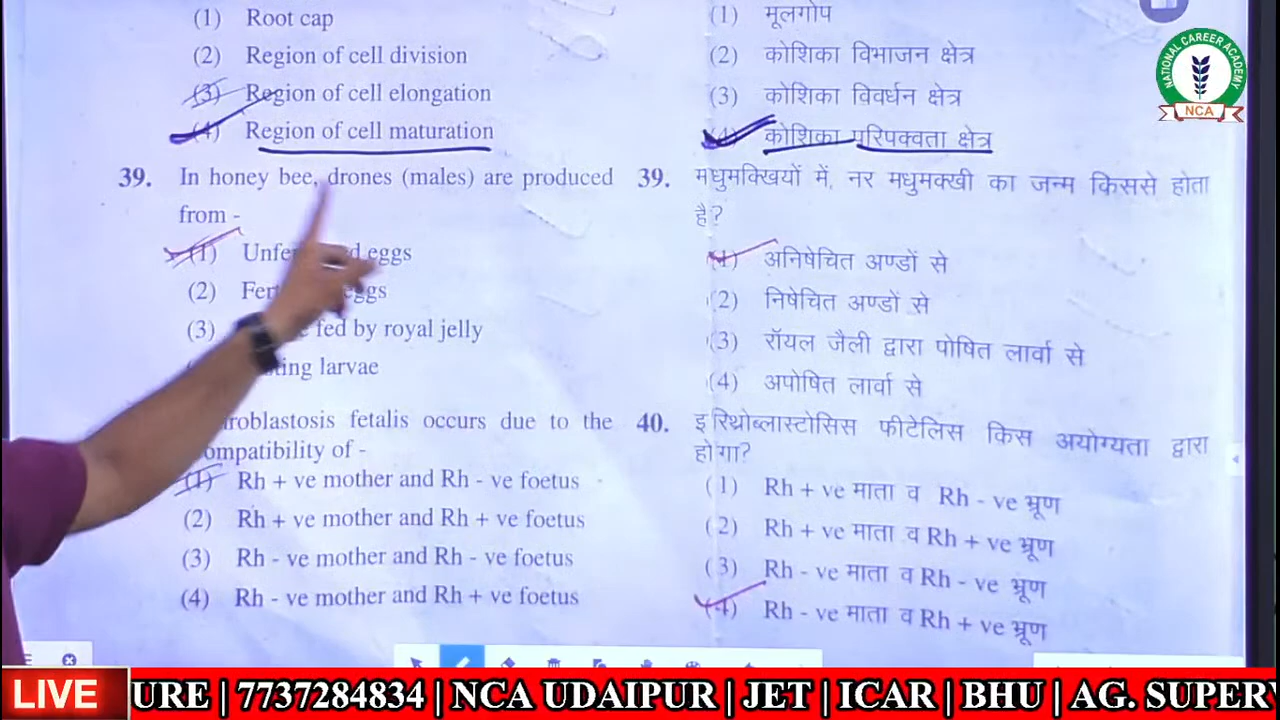 (1) Root cap
(2) Region of cell division
(3) Region of cell elongation
(4) Region of cell maturation
39. In honey bee, drones (males) are produced
from -
(1) eggs
(2) eggs
(3) fed by royal jelly
larvae
fetalis occurs due to the
of -
(1) Rh + ve mother and Rh - ve foetus
(2) Rh + ve mother and Rh + ve foetus
(3) Rh - ve mother and Rh - ve foetus
(4) Rh - ve mother and Rh + ve foetus
(1) मूलगोप
(2) कोशिका विभाजन क्षेत्र
(3) कोशिका विवर्धन क्षेत्र
(4) कोशिका परिपक्वता क्षेत्र
39. मधुमक्खियों में, नर मधुमक्खी का जन्म किससे होता
है?
(1) अनिषेचित अण्डों से
(2) निषेचित अण्डों से
(3) रॉयल जैली द्वारा पोषित लार्वा से
(4) अपोषित लार्वा से
40. इरिथोब्लास्टोसिस फीटेलिस किस अयोग्यता द्वारा
होगा?
(1) Rh + ve माता व Rh - ve भ्रूण
(2) Rh + ve माता व Rh + ve भ्रूण
(3) Rh - ve माता व Rh - ve भ्रूण
(4) Rh - ve माता व Rh + ve भ्रूण
NATIONAL CAREER ACADEMY
NCA
LIVE URE | 7737284834 | NCA UDAIPUR | JET | ICAR | BHU | AG. SUPERV